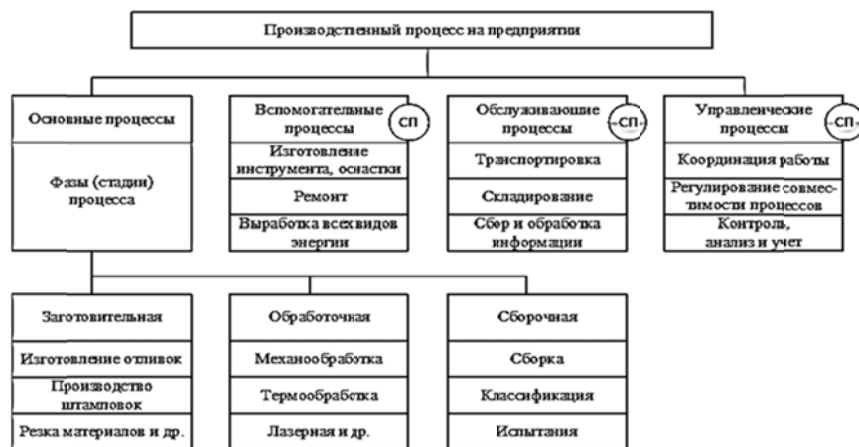 Производственный процесс на предприятии
Основные процессы
Фазы (стадии)
процесса
Вспомогательные
процессы
СП
Изготовление
инструмента, оснастки
Ремонт
Выработка всехвидов
энергии
Обслуживающие
процессы
СП
Транспортировка
Складирование
Сбор и обработка
информации
Управленческие
процессы
СП
Координация работы
Регулирование совмес-
тимости процессов
Контроль,
анализ и учет
Заготовительная
Изготовление отливок
Производство
штамповок
Резка материалов и др.
Обработочная
Механообработка
Термообработка
Лазерная и др.
Сборочная
Сборка
Классификация
Испытания